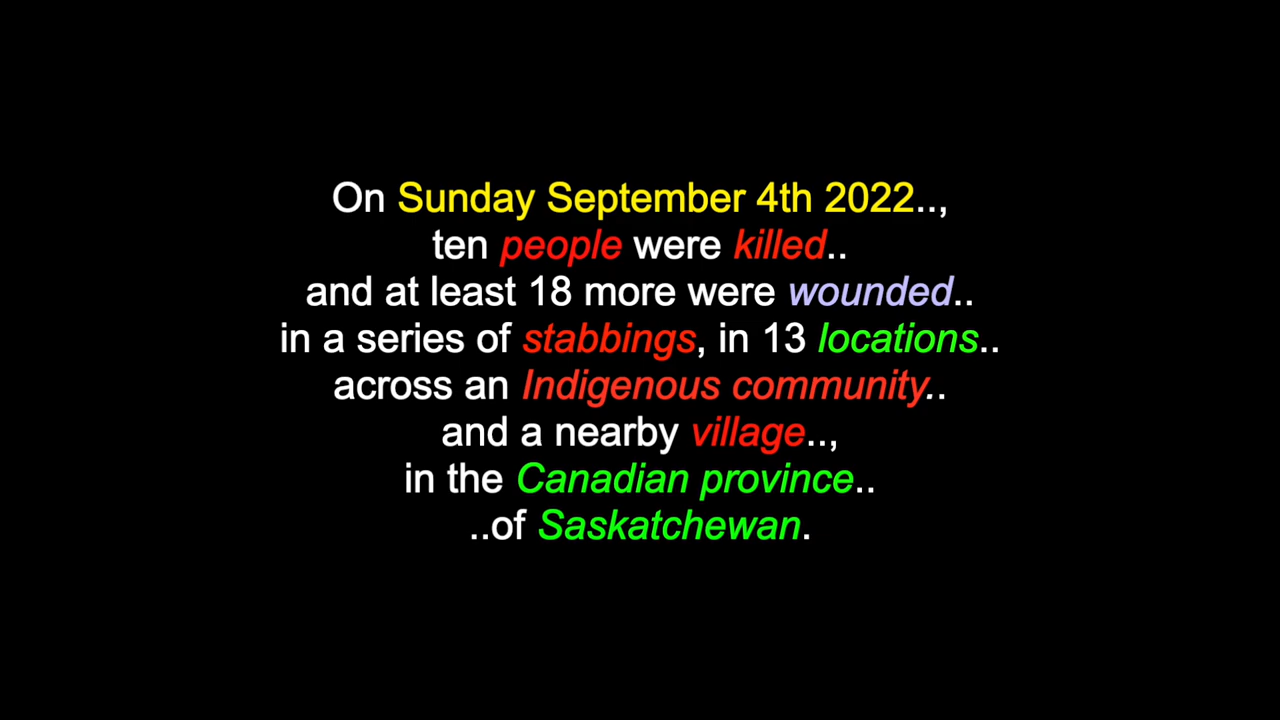 On Sunday September 4th 2022..,
ten people were killed..
and at least 18 more were wounded..
in a series of stabbings, in 13 locations..
across an Indigenous community..
and a nearby village..,
in the Canadian province..
..of Saskatchewan.